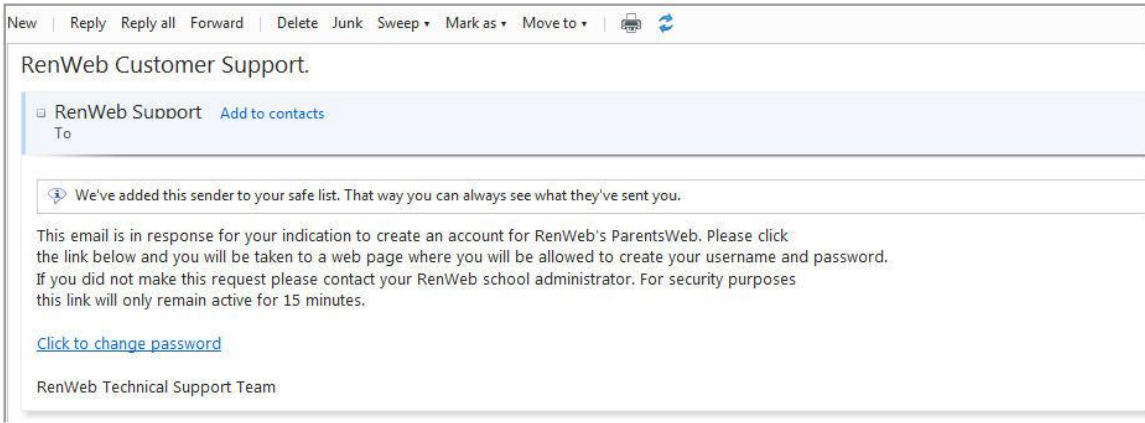 New | Reply Reply all Forward | Delete Junk Sweep Mark as Move to |
RenWeb Customer Support.
RenWeb Support Add to contacts
To
We've added this sender to your safe list. That way you can always see what they've sent you.
This email is in response for your indication to create an account for RenWeb's ParentsWeb. Please click
the link below and you will be taken to a web page where you will be allowed to create your username and password.
If you did not make this request please contact your RenWeb school administrator. For security purposes
this link will only remain active for 15 minutes.
Click to change password
RenWeb Technical Support Team